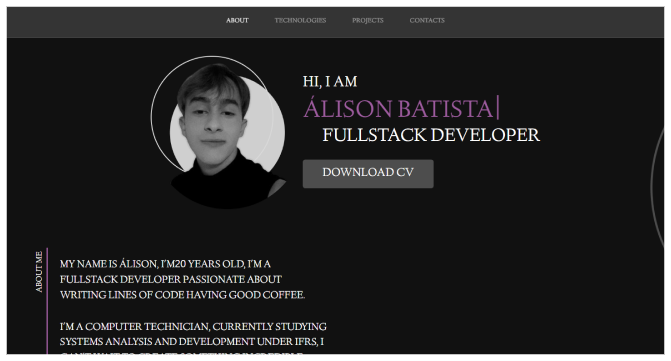 ABOUT TECHNOLOGIES PROJECTS CONTACTS
HI, I AM
ÁLISON BATISTA|
FULLSTACK DEVELOPER
DOWNLOAD CV
ABOUT ME
MY NAME IS ÁLISON, I'M20 YEARS OLD, I'M A
FULLSTACK DEVELOPER PASSIONATE ABOUT
WRITING LINES OF CODE HAVING GOOD COFFEE.
I'M A COMPUTER TECHNICIAN, CURRENTLY STUDYING
SYSTEMS ANALYSIS AND DEVELOPMENT UNDER IFRS, I